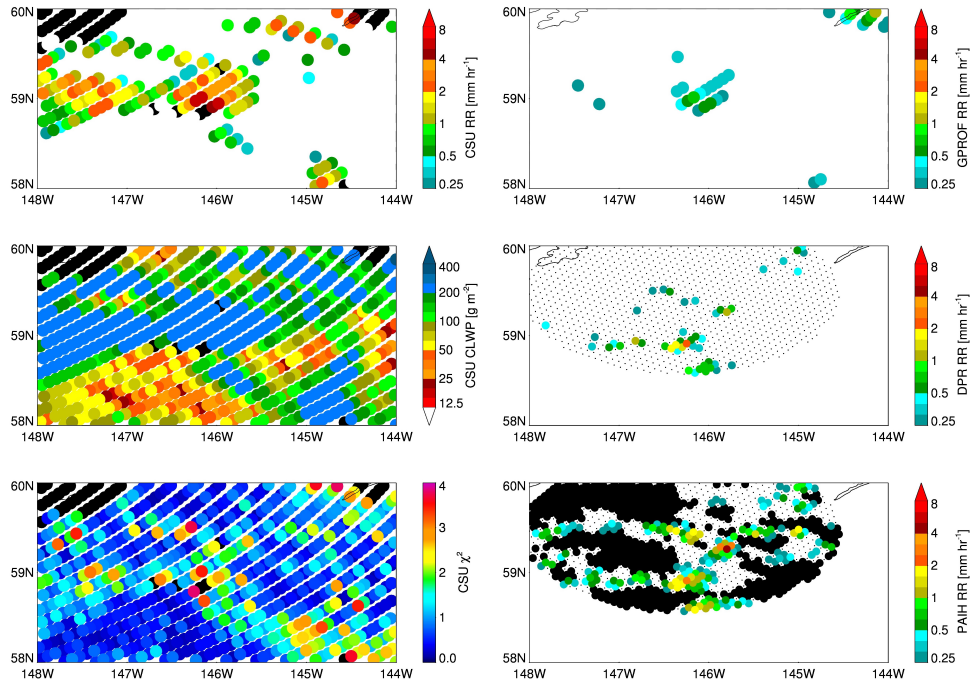 60N
59N
58N
148W 147W 146W 145W 144W
8
4
2
1
0.5
0.25
CSU RR [mm hr⁻¹]
60N
59N
58N
148W 147W 146W 145W 144W
8
4
2
1
0.5
0.25
GPROF RR [mm hr⁻¹]
60N
59N
58N
148W 147W 146W 145W 144W
400
200
100
50
25
12.5
CSU CLWP [g m⁻²]
60N
59N
58N
148W 147W 146W 145W 144W
8
4
2
1
0.5
0.25
DPR RR [mm hr⁻¹]
60N
59N
58N
148W 147W 146W 145W 144W
4
3
2
1
0.0
CSU χ²
60N
59N
58N
148W 147W 146W 145W 144W
8
4
2
1
0.5
0.25
PAIH RR [mm hr⁻¹]